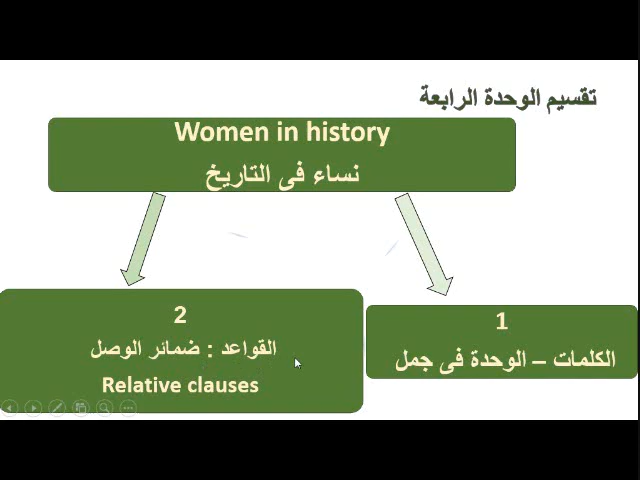 تقسيم الوحدة الرابعة
Women in history
نساء فى التاريخ
1
الكلمات – الوحدة فى جمل
2
القواعد : ضمائر الوصل
Relative clauses